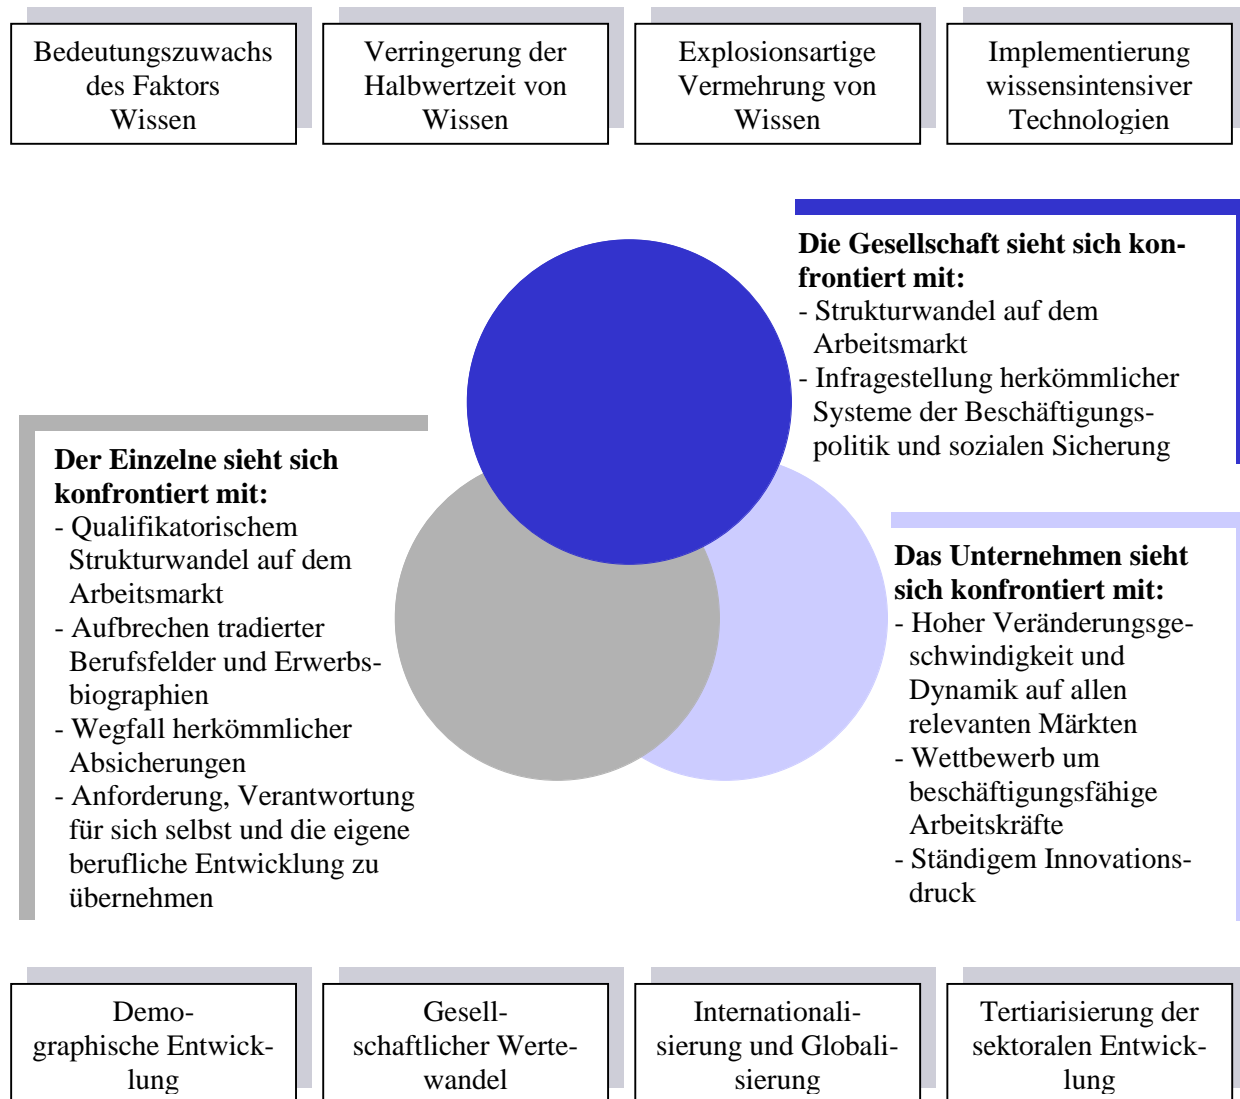 Bedeutungszuwachs
des Faktors
Wissen
Verringerung der
Halbwertzeit von
Wissen
Explosionsartige
Vermehrung von
Wissen
Implementierung
wissensintensiver
Technologien
Die Gesellschaft sieht sich kon-
frontiert mit:
- Strukturwandel auf dem
Arbeitsmarkt
- Infragestellung herkömmlicher
Systeme der Beschäftigungs-
politik und sozialen Sicherung
Der Einzelne sieht sich
konfrontiert mit:
- Qualifikatorischem
Strukturwandel auf dem
Arbeitsmarkt
- Aufbrechen tradierter
Berufsfelder und Erwerbs-
biographien
- Wegfall herkömmlicher
Absicherungen
- Anforderung, Verantwortung
für sich selbst und die eigene
berufliche Entwicklung zu
übernehmen
Das Unternehmen sieht
sich konfrontiert mit:
- Hoher Veränderungsge-
schwindigkeit und
Dynamik auf allen
relevanten Märkten
- Wettbewerb um
beschäftigungsfähige
Arbeitskräfte
- Ständigem Innovations-
druck
Demo-
graphische Entwick-
lung
Gesell-
schaftlicher Werte-
wandel
Internationali-
sierung und Globali-
sierung
Tertiarisierung der
sektoralen Entwick-
lung